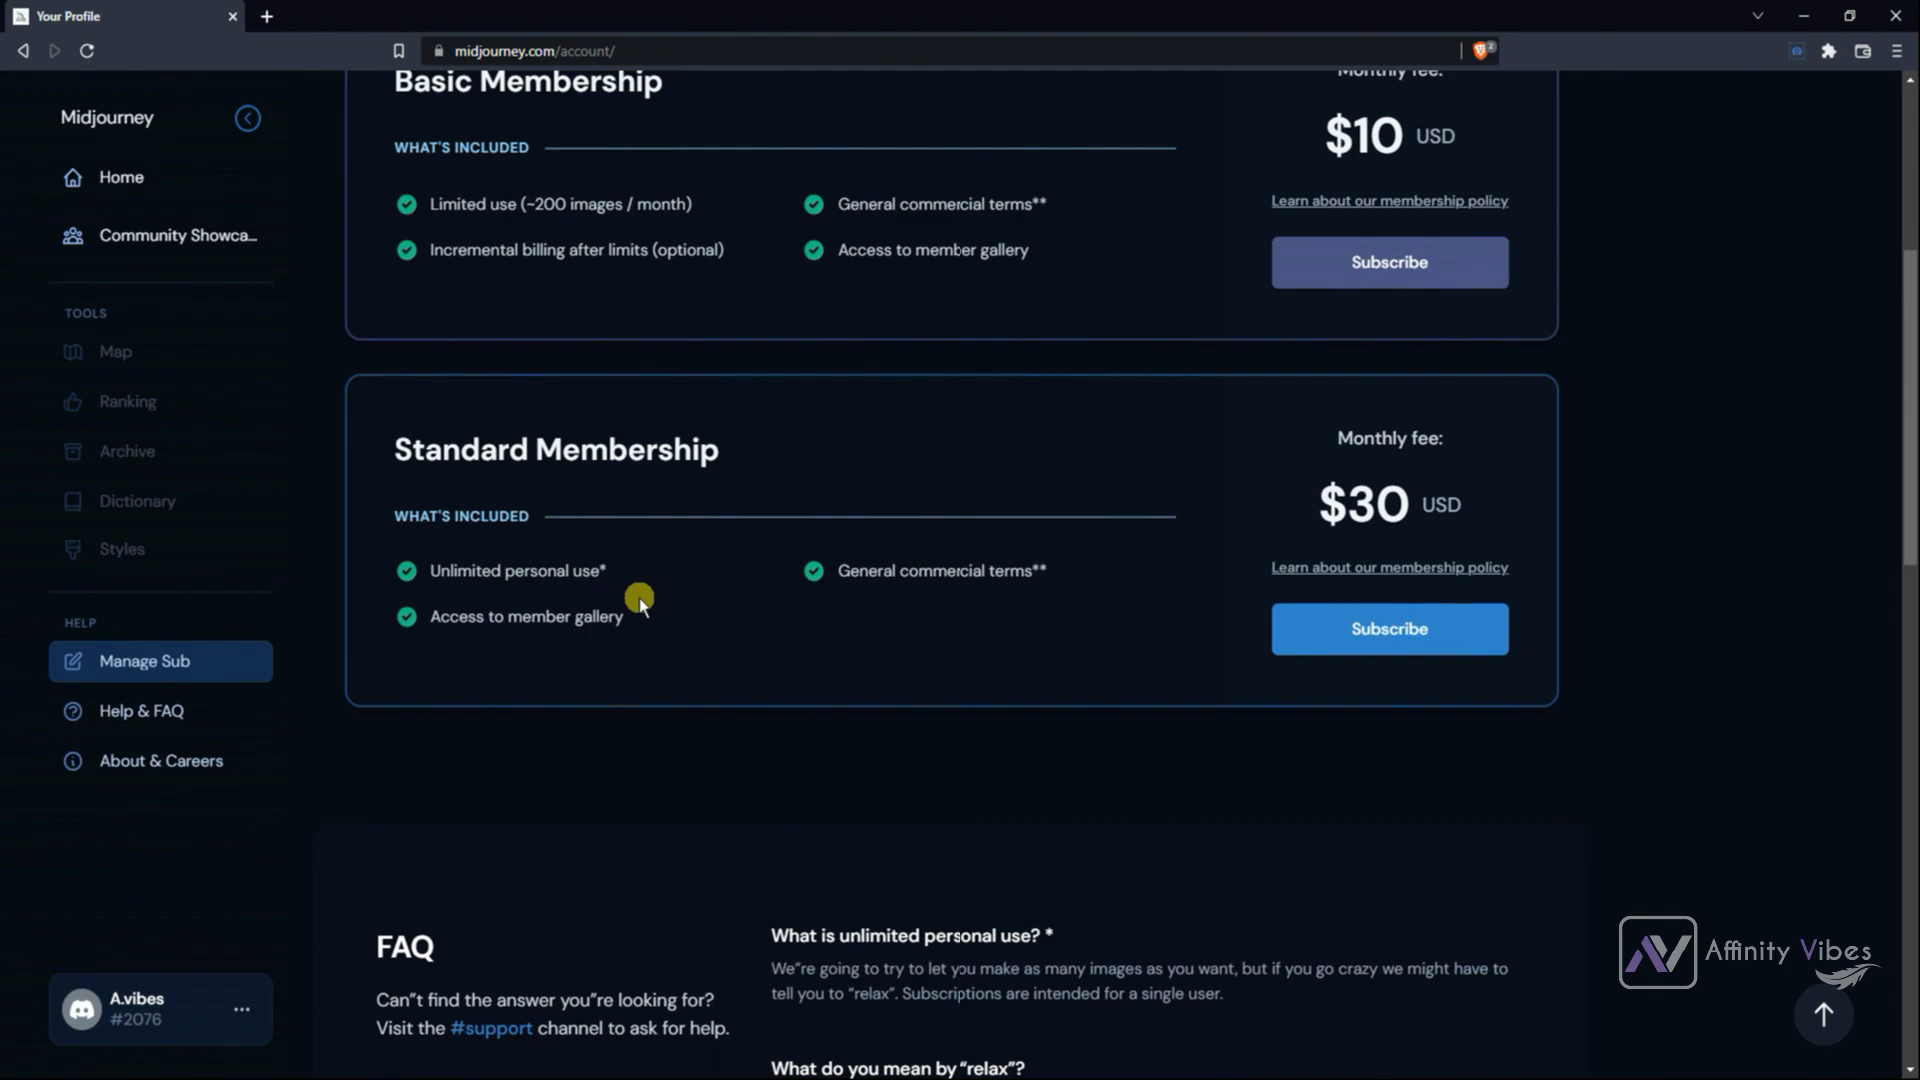 Your Profile
midjourney.com/account/
2
Midjourney
Home
Community Showca...
TOOLS
Map
Ranking
Archive
Dictionary
Styles
HELP
Manage Sub
Help & FAQ
About & Careers
A.vibes
#2076
Basic Membership
WHAT'S INCLUDED
Limited use (~200 images / month)
General commercial terms**
Incremental billing after limits (optional)
Access to member gallery
Monthly fee:
$10 USD
Learn about our membership policy
Subscribe
Standard Membership
WHAT'S INCLUDED
Unlimited personal use*
General commercial terms**
Access to member gallery
Monthly fee:
$30 USD
Learn about our membership policy
Subscribe
FAQ
Can"t find the answer you"re looking for?
Visit the #support channel to ask for help.
What is unlimited personal use? *
We"re going to try to let you make as many images as you want, but if you go crazy we might have to
tell you to "relax". Subscriptions are intended for a single user.
What do you mean by "relax"?
AV Affinity Vibes